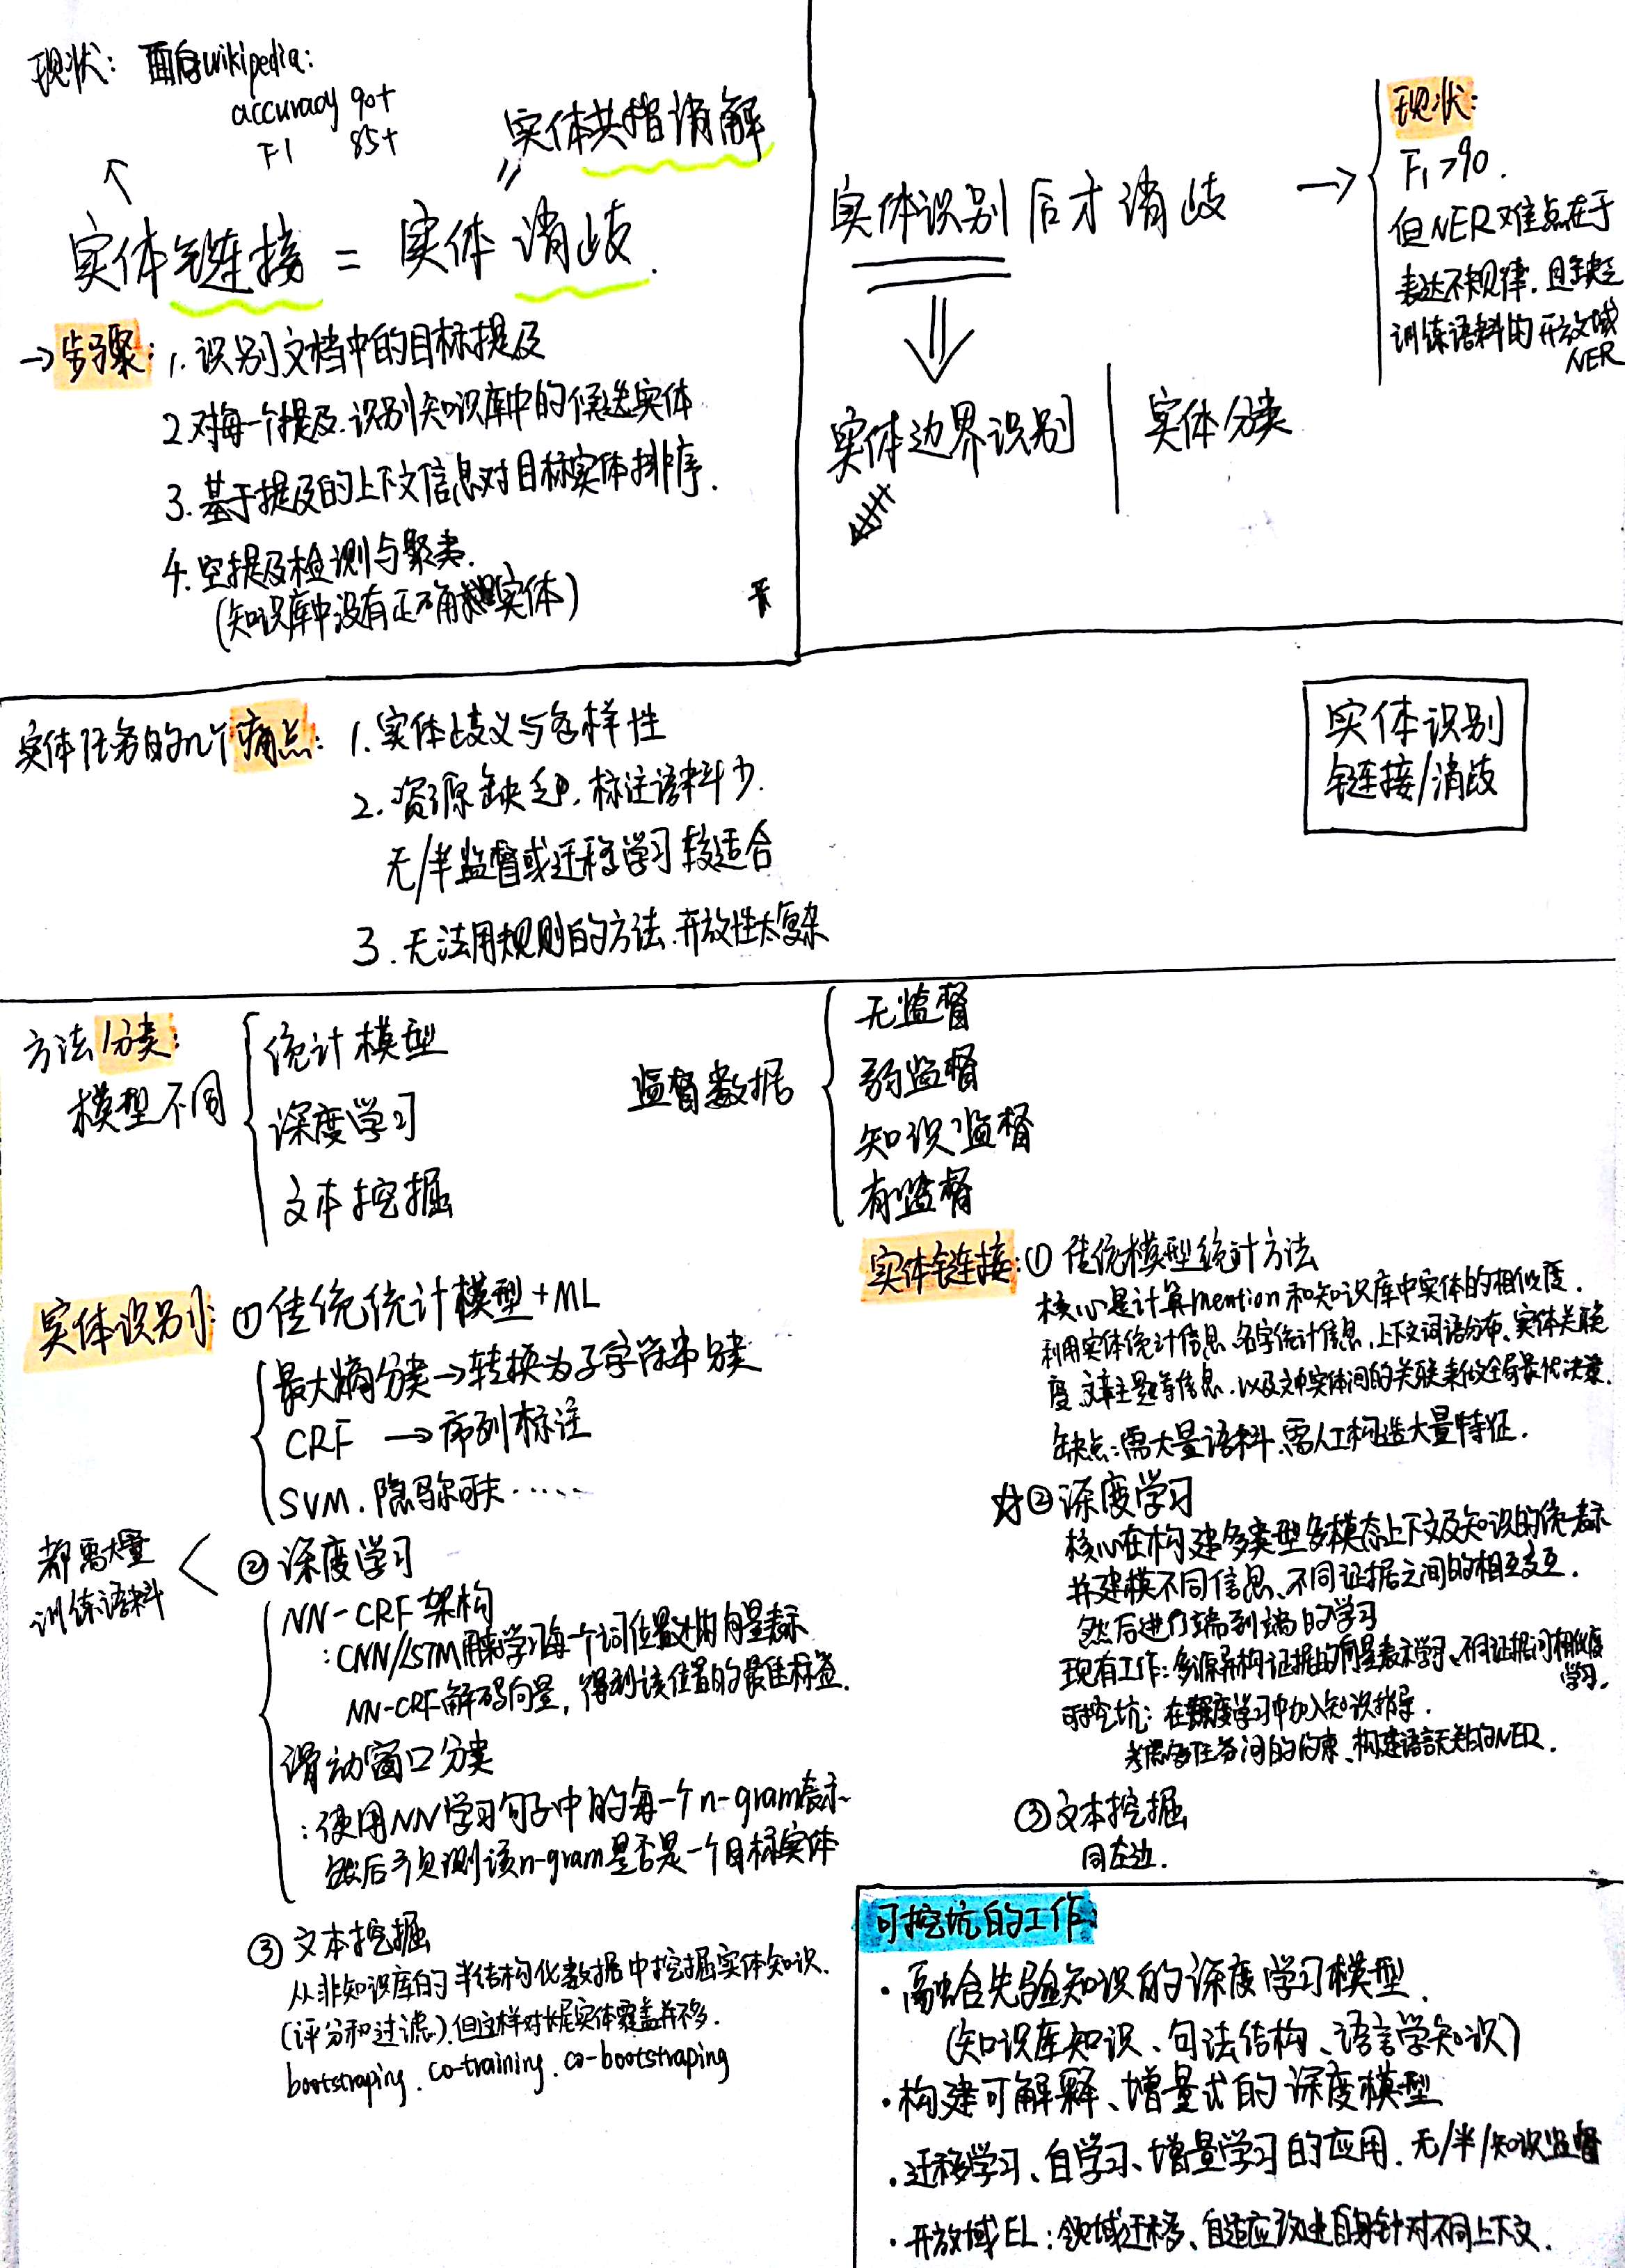 现状：面向wikipedia:
accuracy 90+
F1 85+
实体共指消解
实体链接 = 实体消歧.
→步骤：1.识别文档中的目标提及
2.对每一个提及.识别知识库中的候选实体
3.基于提及的上下文信息对目标实体排序.
4.空提及检测与聚类.
(知识库中没有正确实体)
实体识别后才消歧
实体边界识别 | 实体分类
→ 现状：
F1>90.
但NER难点在于
表达不规律.且缺乏
训练语料的开放域
NER
实体任务的几个痛点：1.实体歧义与多样性
2.资源缺乏,标注语料少.
无/半监督或迁移学习较适合
3.无法用规则的方法.开放性太复杂
实体识别
链接/消歧
方法分类：
模型不同
统计模型
深度学习
文本挖掘
监督数据
无监督
弱监督
知识监督
有监督
实体识别：①传统统计模型+ML
最大熵分类→转换为子字符串分类
CRF → 序列标注
SVM.隐马尔可夫……
都需大量
训练语料
②深度学习
NN-CRF架构
：CNN/LSTM用来学习每一个词位置处的向量表示
NN-CRF解码向量，得到该位置的最佳标签.
滑动窗口分类
：使用NN学习句子中的每一个n-gram表示
然后预测该n-gram是否是一个目标实体
③文本挖掘
从非知识库的半结构化数据中挖掘实体知识.
(评分和过滤).但这样对长尾实体覆盖并不多.
bootstraping.co-training.co-bootstraping
实体链接：①传统模型统计方法
核心是计算mention和知识库中实体的相似度.
利用实体统计信息、名字统计信息、上下文词语分布、实体关联
度、文章主题等信息.以及文中实体间的关联来做全局最优决策.
缺点：需大量语料.需人工构造大量特征.
☆②深度学习
核心在构建多类型多模态上下文及知识的统一表示
并建模不同信息、不同证据之间的相互交互.
然后进行端到端的学习
现有工作：多源异构证据的向量表示学习、不同证据间相似度
学习.
可挖坑：在深度学习中加入知识指导.
考虑多任务间的约束、构建语言无关的NER.
③文本挖掘
同左边.
可挖坑的工作：
·融合先验知识的深度学习模型.
(知识库知识、句法结构、语言学知识)
·构建可解释、增量式的深度模型
·迁移学习、自学习、增量学习的应用.无/半/知识监督
·开放域EL：领域迁移、自适应改进自身针对不同上下文.